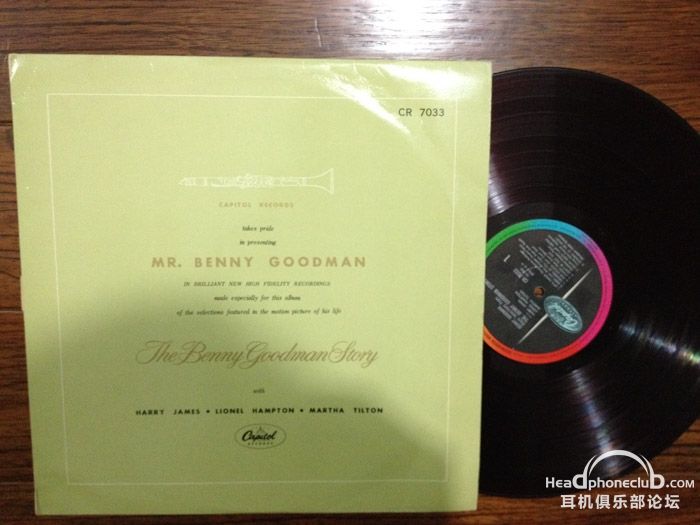 CR 7033
CAPITOL RECORDS
takes pride
in presenting
MR. BENNY GOODMAN
IN BRILLIANT NEW HIGH FIDELITY RECORDINGS
made especially for this album
of the selections featured in the motion picture of his life
The Benny Goodman Story
with
HARRY JAMES • LIONEL HAMPTON • MARTHA TILTON
Capitol
RECORDS
Capitol
Headphoneclub.com
耳机俱乐部论坛